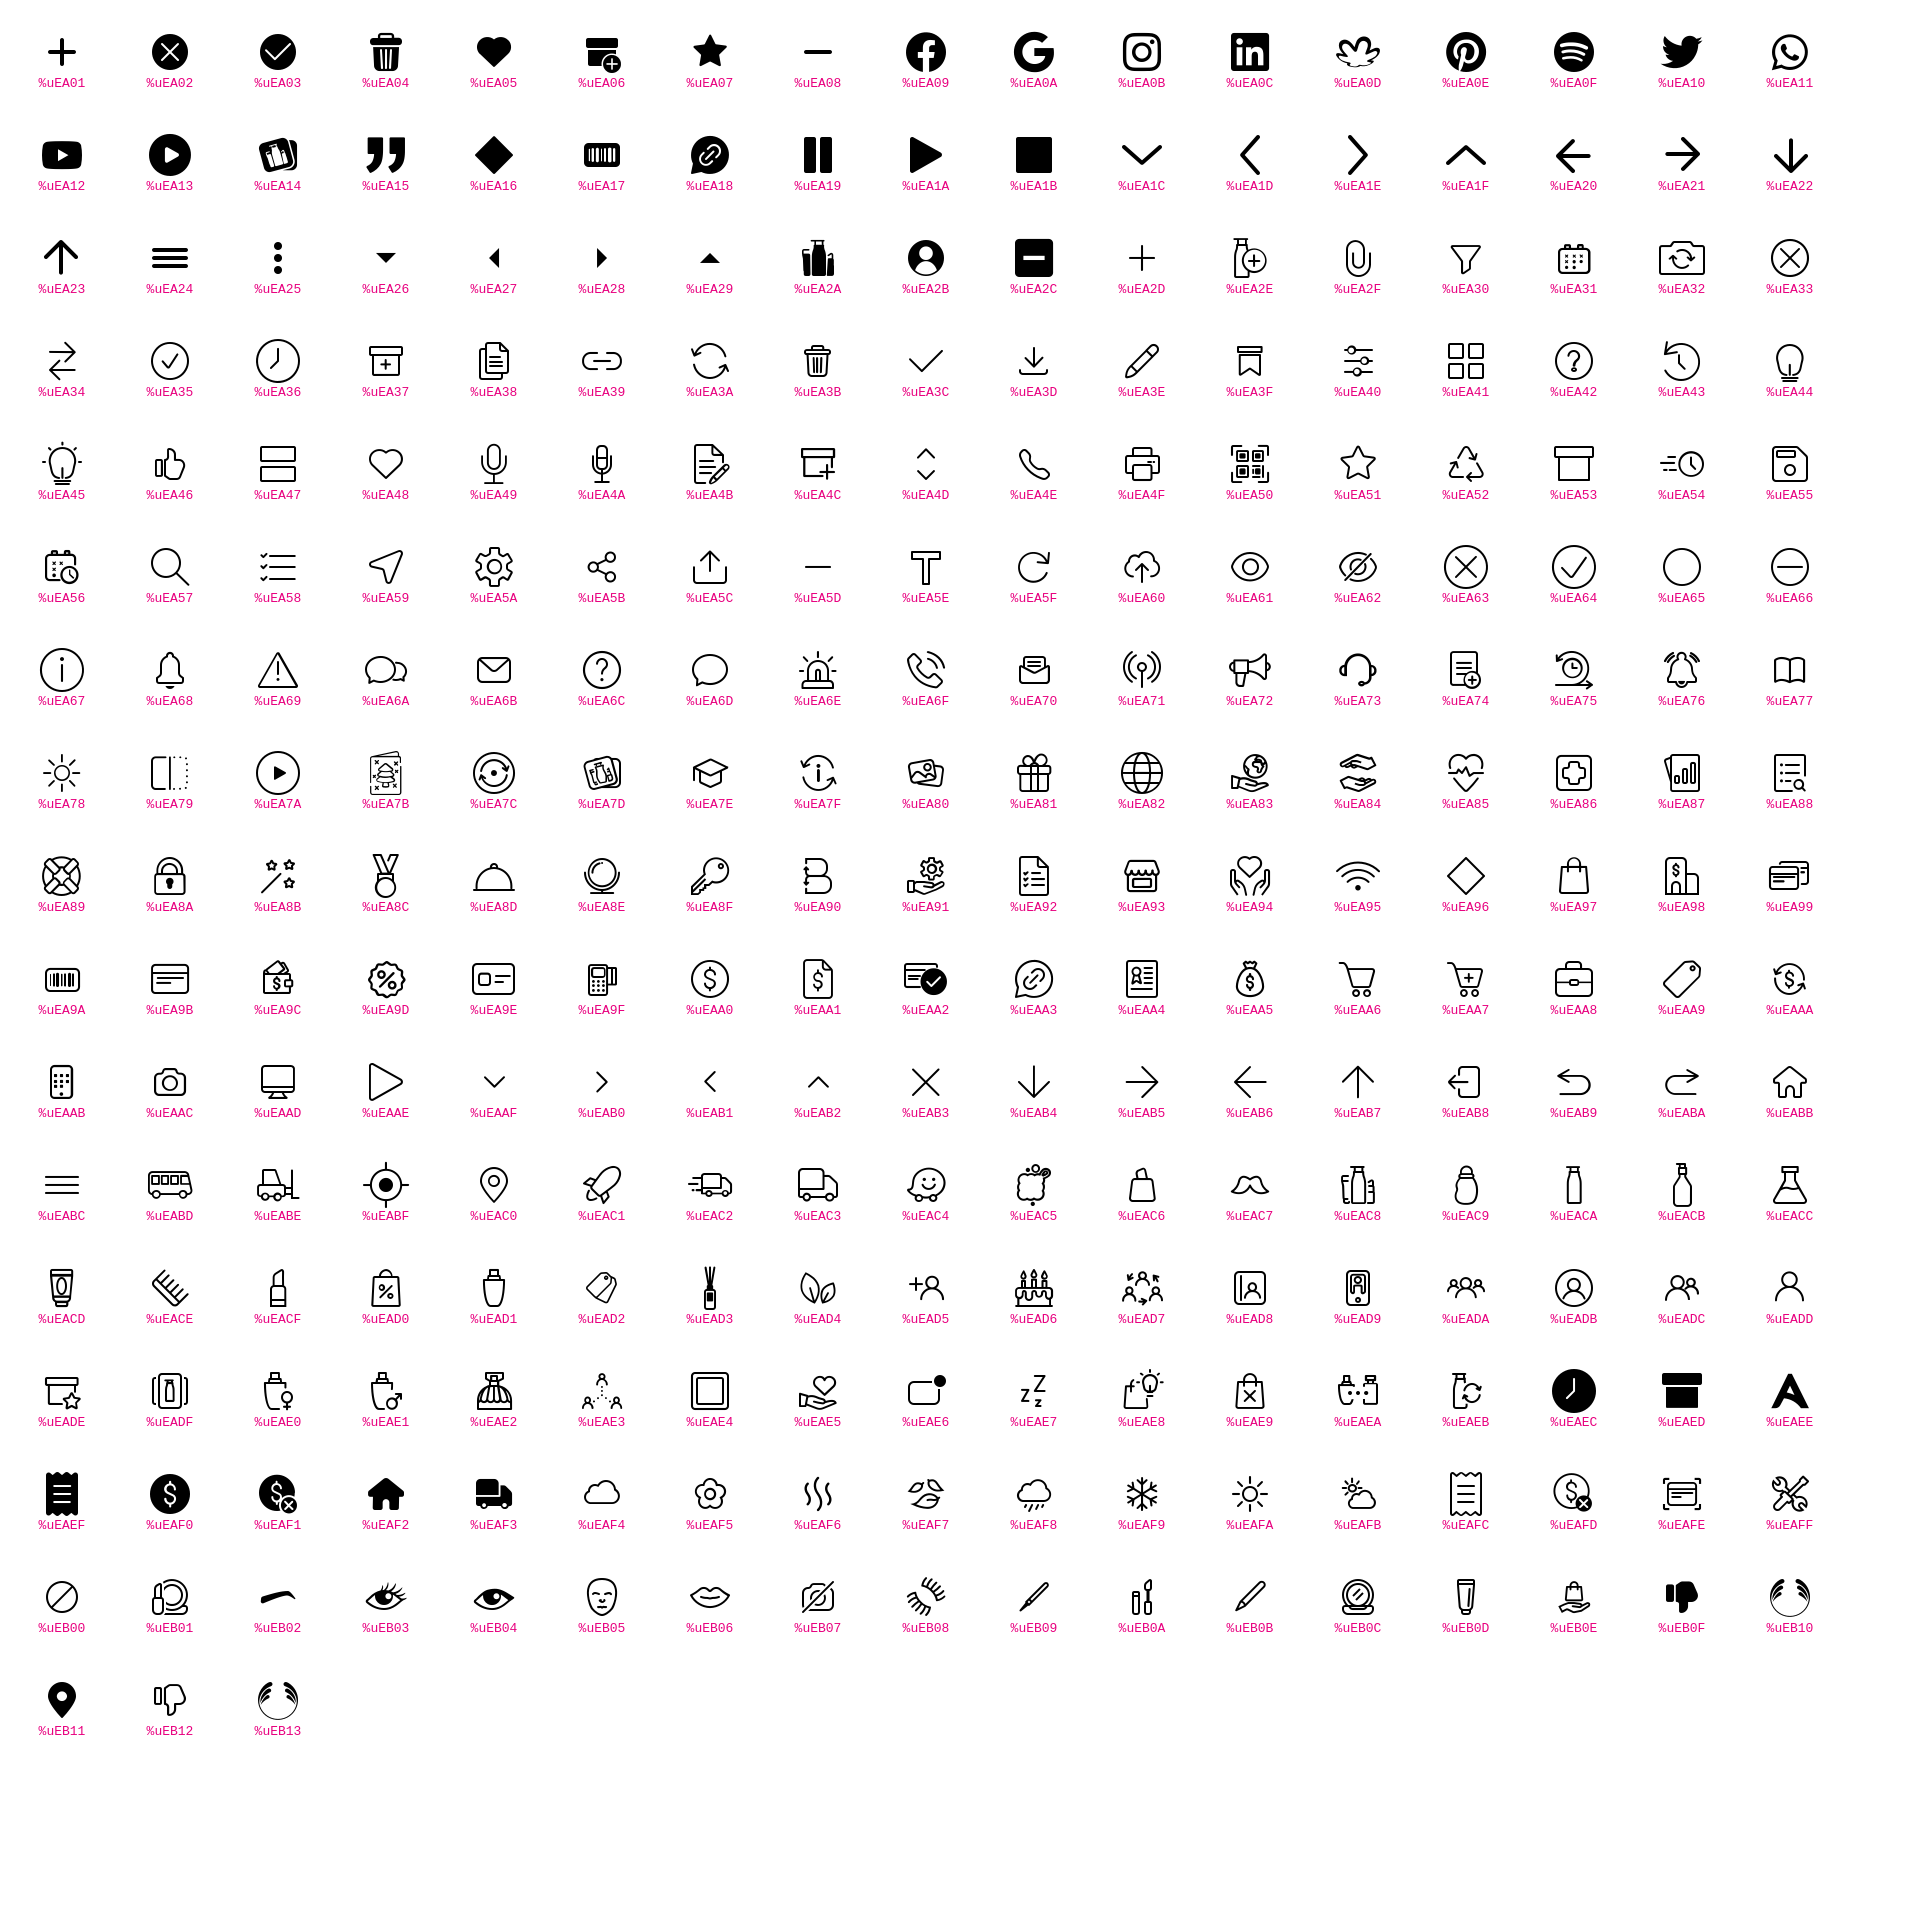 %uEA01 %uEA02 %uEA03 %uEA04 %uEA05 %uEA06 %uEA07 %uEA08 %uEA09 %uEA0A %uEA0B %uEA0C %uEA0D %uEA0E %uEA0F %uEA10 %uEA11
%uEA12 %uEA13 %uEA14 %uEA15 %uEA16 %uEA17 %uEA18 %uEA19 %uEA1A %uEA1B %uEA1C %uEA1D %uEA1E %uEA1F %uEA20 %uEA21 %uEA22
%uEA23 %uEA24 %uEA25 %uEA26 %uEA27 %uEA28 %uEA29 %uEA2A %uEA2B %uEA2C %uEA2D %uEA2E %uEA2F %uEA30 %uEA31 %uEA32 %uEA33
%uEA34 %uEA35 %uEA36 %uEA37 %uEA38 %uEA39 %uEA3A %uEA3B %uEA3C %uEA3D %uEA3E %uEA3F %uEA40 %uEA41 %uEA42 %uEA43 %uEA44
%uEA45 %uEA46 %uEA47 %uEA48 %uEA49 %uEA4A %uEA4B %uEA4C %uEA4D %uEA4E %uEA4F %uEA50 %uEA51 %uEA52 %uEA53 %uEA54 %uEA55
%uEA56 %uEA57 %uEA58 %uEA59 %uEA5A %uEA5B %uEA5C %uEA5D %uEA5E %uEA5F %uEA60 %uEA61 %uEA62 %uEA63 %uEA64 %uEA65 %uEA66
%uEA67 %uEA68 %uEA69 %uEA6A %uEA6B %uEA6C %uEA6D %uEA6E %uEA6F %uEA70 %uEA71 %uEA72 %uEA73 %uEA74 %uEA75 %uEA76 %uEA77
%uEA78 %uEA79 %uEA7A %uEA7B %uEA7C %uEA7D %uEA7E %uEA7F %uEA80 %uEA81 %uEA82 %uEA83 %uEA84 %uEA85 %uEA86 %uEA87 %uEA88
%uEA89 %uEA8A %uEA8B %uEA8C %uEA8D %uEA8E %uEA8F %uEA90 %uEA91 %uEA92 %uEA93 %uEA94 %uEA95 %uEA96 %uEA97 %uEA98 %uEA99
%uEA9A %uEA9B %uEA9C %uEA9D %uEA9E %uEA9F %uEAA0 %uEAA1 %uEAA2 %uEAA3 %uEAA4 %uEAA5 %uEAA6 %uEAA7 %uEAA8 %uEAA9 %uEAAA
%uEAAB %uEAAC %uEAAD %uEAAE %uEAAF %uEAB0 %uEAB1 %uEAB2 %uEAB3 %uEAB4 %uEAB5 %uEAB6 %uEAB7 %uEAB8 %uEAB9 %uEABA %uEABB
%uEABC %uEABD %uEABE %uEABF %uEAC0 %uEAC1 %uEAC2 %uEAC3 %uEAC4 %uEAC5 %uEAC6 %uEAC7 %uEAC8 %uEAC9 %uEACA %uEACB %uEACC
%uEACD %uEACE %uEACF %uEAD0 %uEAD1 %uEAD2 %uEAD3 %uEAD4 %uEAD5 %uEAD6 %uEAD7 %uEAD8 %uEAD9 %uEADA %uEADB %uEADC %uEADD
%uEADE %uEADF %uEAE0 %uEAE1 %uEAE2 %uEAE3 %uEAE4 %uEAE5 %uEAE6 %uEAE7 %uEAE8 %uEAE9 %uEAEA %uEAEB %uEAEC %uEAED %uEAEE
%uEAEF %uEAF0 %uEAF1 %uEAF2 %uEAF3 %uEAF4 %uEAF5 %uEAF6 %uEAF7 %uEAF8 %uEAF9 %uEAFA %uEAFB %uEAFC %uEAFD %uEAFE %uEAFF
%uEB00 %uEB01 %uEB02 %uEB03 %uEB04 %uEB05 %uEB06 %uEB07 %uEB08 %uEB09 %uEB0A %uEB0B %uEB0C %uEB0D %uEB0E %uEB0F %uEB10
%uEB11 %uEB12 %uEB13